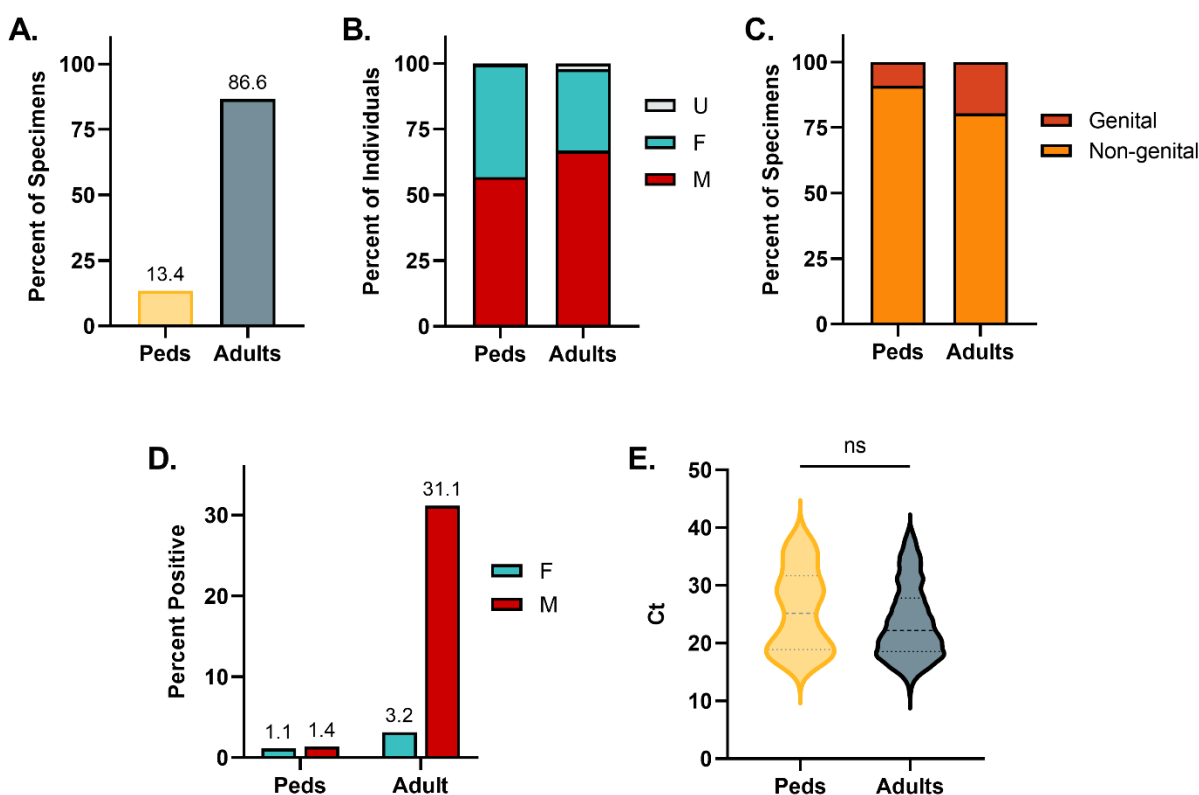 A.
Percent of Specimens
100
75
50
25
0
13.4
86.6
Peds
Adults
B.
Percent of Individuals
100
75
50
25
0
Peds
Adults
U
F
M
C.
Percent of Specimens
100
75
50
25
0
Peds
Adults
Genital
Non-genital
D.
Percent Positive
30
20
10
0
1.1
1.4
3.2
31.1
Peds
Adult
F
M
E.
ns
Ct
50
40
30
20
10
0
Peds
Adults